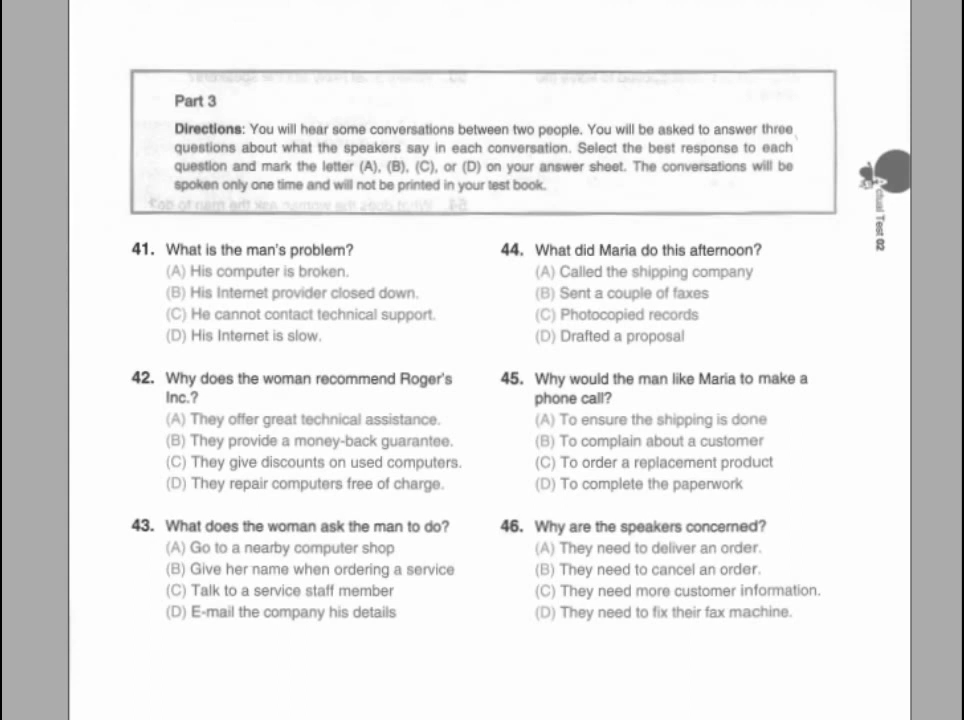 Part 3
Directions: You will hear some conversations between two people. You will be asked to answer three
questions about what the speakers say in each conversation. Select the best response to each
question and mark the letter (A), (B), (C), or (D) on your answer sheet. The conversations will be
spoken only one time and will not be printed in your test book.
Actual Test 02
41. What is the man's problem?
(A) His computer is broken.
(B) His Internet provider closed down.
(C) He cannot contact technical support.
(D) His Internet is slow.
42. Why does the woman recommend Roger's
Inc.?
(A) They offer great technical assistance.
(B) They provide a money-back guarantee.
(C) They give discounts on used computers.
(D) They repair computers free of charge.
43. What does the woman ask the man to do?
(A) Go to a nearby computer shop
(B) Give her name when ordering a service
(C) Talk to a service staff member
(D) E-mail the company his details
44. What did Maria do this afternoon?
(A) Called the shipping company
(B) Sent a couple of faxes
(C) Photocopied records
(D) Drafted a proposal
45. Why would the man like Maria to make a
phone call?
(A) To ensure the shipping is done
(B) To complain about a customer
(C) To order a replacement product
(D) To complete the paperwork
46. Why are the speakers concerned?
(A) They need to deliver an order.
(B) They need to cancel an order.
(C) They need more customer information.
(D) They need to fix their fax machine.